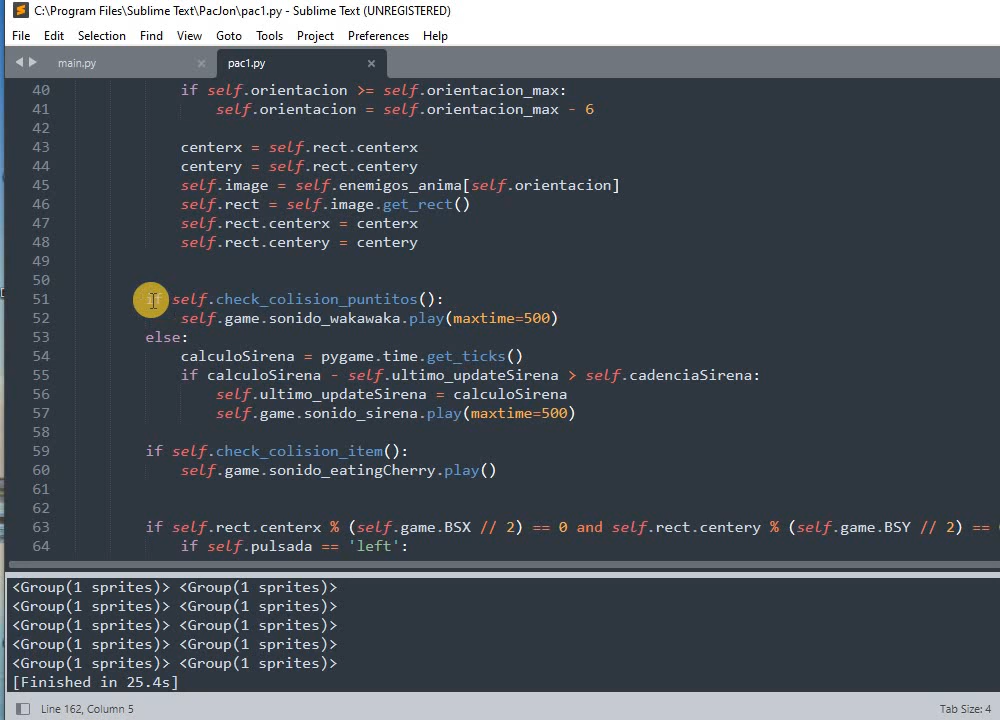 C:\Program Files\Sublime Text\PacJon\pac1.py - Sublime Text (UNREGISTERED)
File Edit Selection Find View Goto Tools Project Preferences Help
main.py × pac1.py ×
40 if self.orientacion >= self.orientacion_max:
41 self.orientacion = self.orientacion_max - 6
42
43 centerx = self.rect.centerx
44 centery = self.rect.centery
45 self.image = self.enemigos_anima[self.orientacion]
46 self.rect = self.image.get_rect()
47 self.rect.centerx = centerx
48 self.rect.centery = centery
49
50
51 if self.check_colision_puntitos():
52 self.game.sonido_wakawaka.play(maxtime=500)
53 else:
54 calculoSirena = pygame.time.get_ticks()
55 if calculoSirena - self.ultimo_updateSirena > self.cadenciaSirena:
56 self.ultimo_updateSirena = calculoSirena
57 self.game.sonido_sirena.play(maxtime=500)
58
59 if self.check_colision_item():
60 self.game.sonido_eatingCherry.play()
61
62
63 if self.rect.centerx % (self.game.BSX // 2) == 0 and self.rect.centery % (self.game.BSY // 2) ==
64 if self.pulsada == 'left':
<Group(1 sprites)> <Group(1 sprites)>
<Group(1 sprites)> <Group(1 sprites)>
<Group(1 sprites)> <Group(1 sprites)>
<Group(1 sprites)> <Group(1 sprites)>
<Group(1 sprites)> <Group(1 sprites)>
[Finished in 25.4s]
Line 162, Column 5 Tab Size: 4